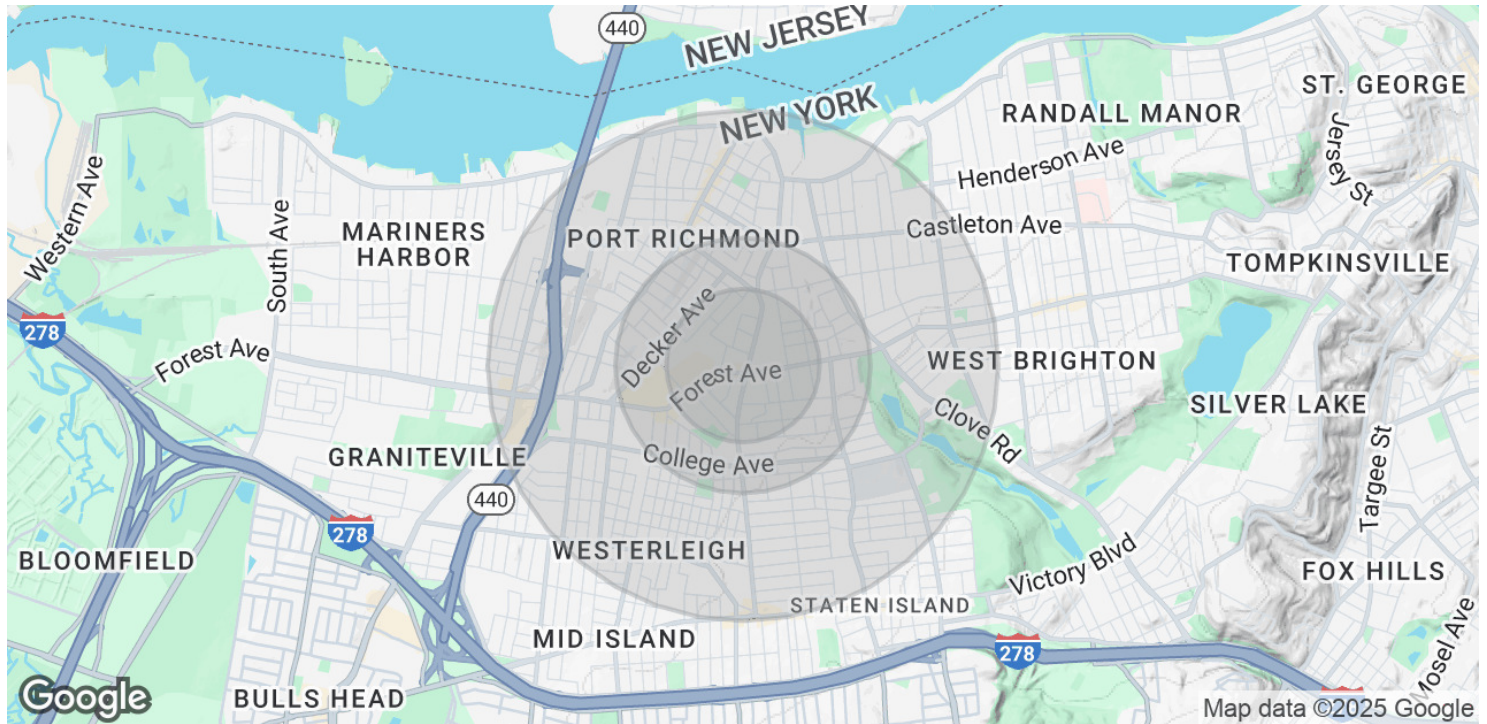 440
NEW JERSEY
NEW YORK
ST. GEORGE
RANDALL MANOR
Jersey St
Henderson Ave
Western Ave
South Ave
MARINERS
HARBOR
PORT RICHMOND
Castleton Ave
TOMPKINSVILLE
278
Forest Ave
Decker Ave
Forest Ave
WEST BRIGHTON
SILVER LAKE
Clove Rd
GRANITEVILLE
College Ave
Targee St
440
278
BLOOMFIELD
WESTERLEIGH
Victory Blvd
FOX HILLS
STATEN ISLAND
MID ISLAND
278
Mosel Ave
BULLS HEAD
Google
Map data ©2025 Google